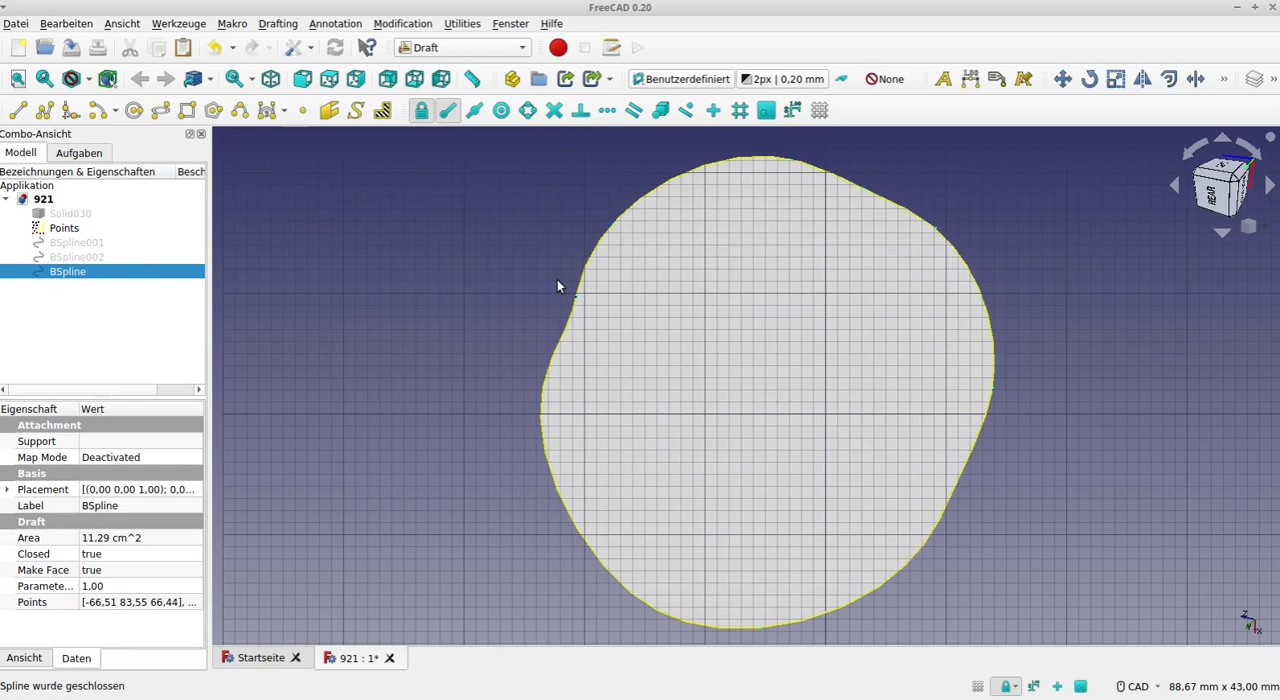 FreeCAD 0.20
Datei Bearbeiten Ansicht Werkzeuge Makro Drafting Annotation Modification Utilities Fenster Hilfe
Draft
Benutzerdefiniert 2px | 0,20 mm None
Combo-Ansicht
Modell Aufgaben
Bezeichnungen & Eigenschaften Besch
Applikation
921
Solid030
Points
BSpline001
BSpline002
BSpline
REAR
Eigenschaft Wert
Attachment
Support
Map Mode Deactivated
Basis
Placement [(0,00 0,00 1,00); 0,0...
Label BSpline
Draft
Area 11,29 cm^2
Closed true
Make Face true
Paramete... 1,00
Points [-66,51 83,55 66,44], ...
Z
X
Ansicht Daten
Startseite 921 : 1*
Spline wurde geschlossen
CAD 88,67 mm x 43,00 mm